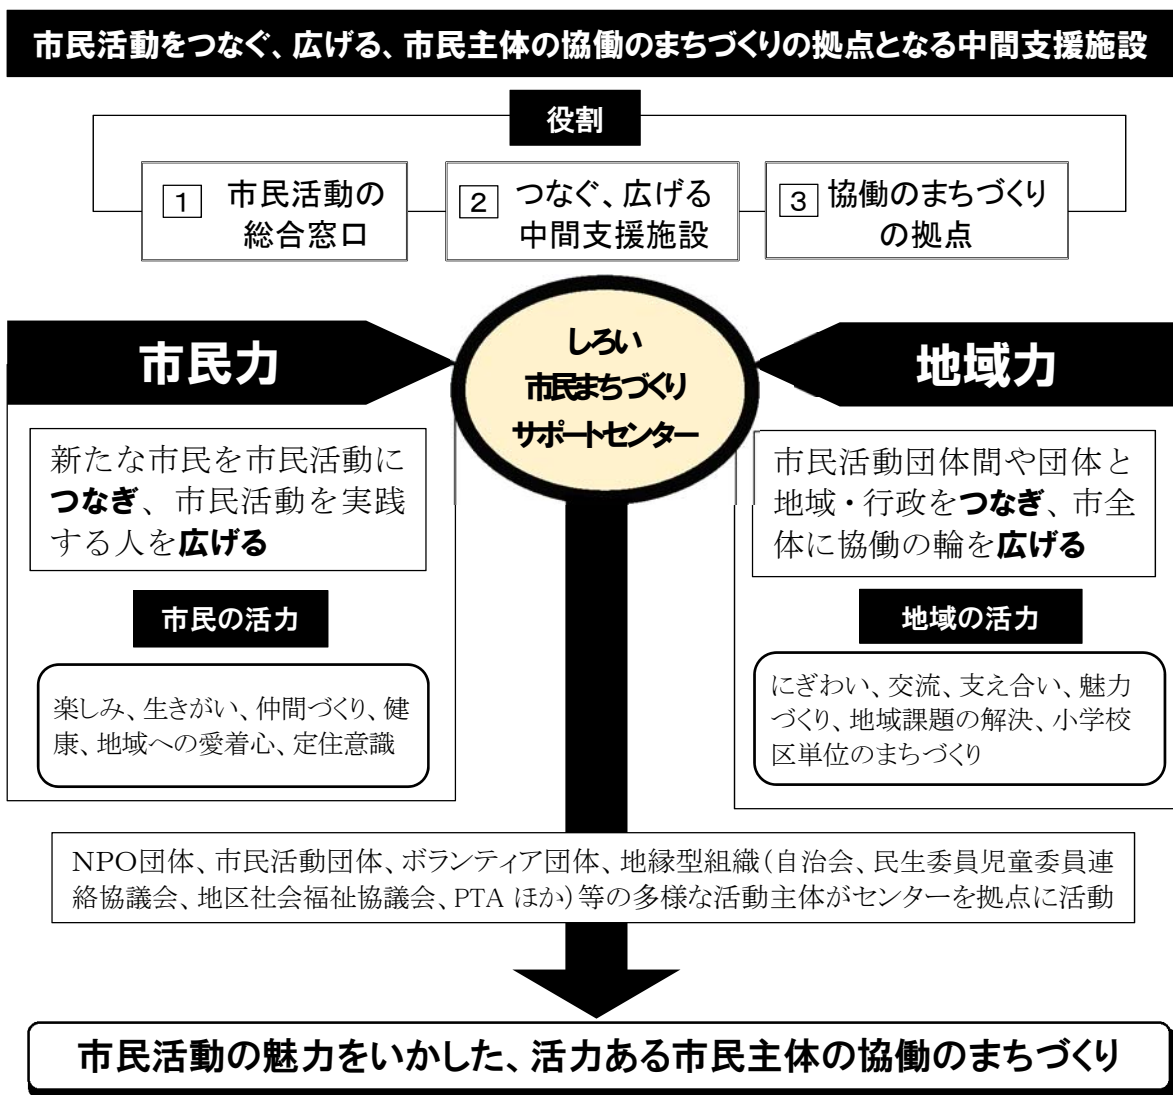 市民活動をつなぐ、広げる、市民主体の協働のまちづくりの拠点となる中間支援施設
役割
1 市民活動の
総合窓口
2 つなぐ、広げる
中間支援施設
3 協働のまちづくり
の拠点
しろい
市民まちづくり
サポートセンター
市民力
新たな市民を市民活動に
つなぎ、市民活動を実践
する人を広げる
市民の活力
楽しみ、生きがい、仲間づくり、健
康、地域への愛着心、定住意識
地域力
市民活動団体間や団体と
地域・行政をつなぎ、市全
体に協働の輪を広げる
地域の活力
にぎわい、交流、支え合い、魅力
づくり、地域課題の解決、小学校
区単位のまちづくり
NPO団体、市民活動団体、ボランティア団体、地縁型組織(自治会、民生委員児童委員連
絡協議会、地区社会福祉協議会、PTA ほか)等の多様な活動主体がセンターを拠点に活動
市民活動の魅力をいかした、活力ある市民主体の協働のまちづくり